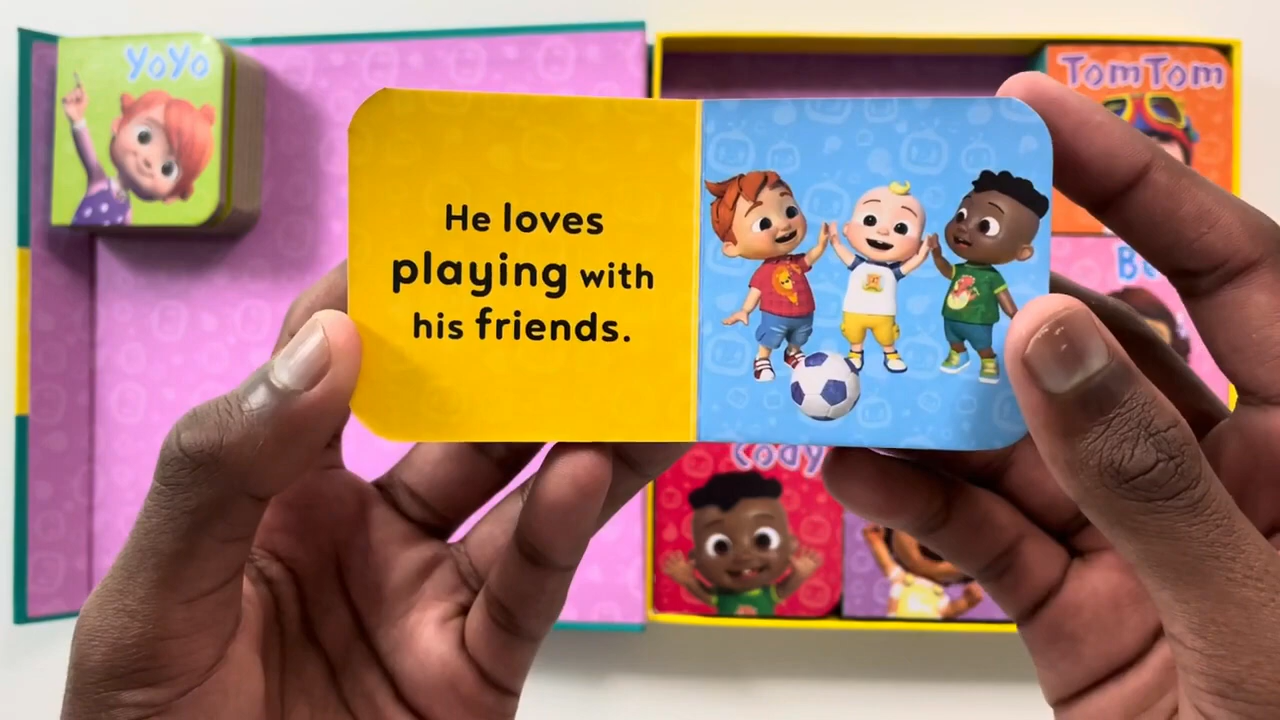 YoYo
TomTom
He loves
playing with
his friends.
Cody